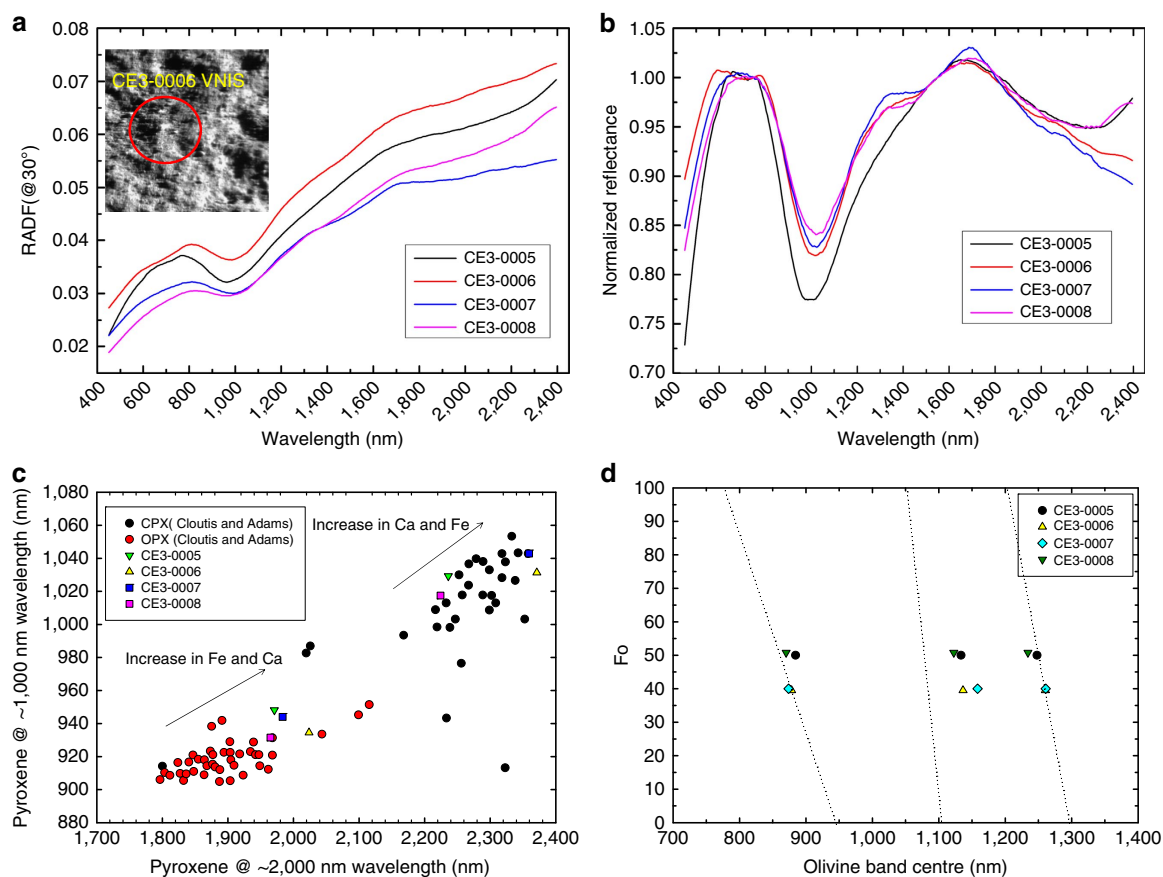 a
0.08
0.07
0.06
0.05
0.04
0.03
0.02
RADF(@30°)
CE3-0006 VNIS
CE3-0005
CE3-0006
CE3-0007
CE3-0008
400
600
800
1,000
1,200
1,400
1,600
1,800
2,000
2,200
2,400
Wavelength (nm)
b
1.05
1.00
0.95
0.90
0.85
0.80
0.75
0.70
Normalized reflectance
CE3-0005
CE3-0006
CE3-0007
CE3-0008
400
600
800
1,000
1,200
1,400
1,600
1,800
2,000
2,200
2,400
Wavelength (nm)
c
1,080
1,060
1,040
1,020
1,000
980
960
940
920
900
880
Pyroxene @ ~1,000 nm wavelength (nm)
CPX( Cloutis and Adams)
OPX (Cloutis and Adams)
CE3-0005
CE3-0006
CE3-0007
CE3-0008
Increase in Ca and Fe
Increase in Fe and Ca
1,700
1,800
1,900
2,000
2,100
2,200
2,300
2,400
Pyroxene @ ~2,000 nm wavelength (nm)
d
100
90
80
70
60
50
40
30
20
10
0
Fo
CE3-0005
CE3-0006
CE3-0007
CE3-0008
700
800
900
1,000
1,100
1,200
1,300
1,400
Olivine band centre (nm)